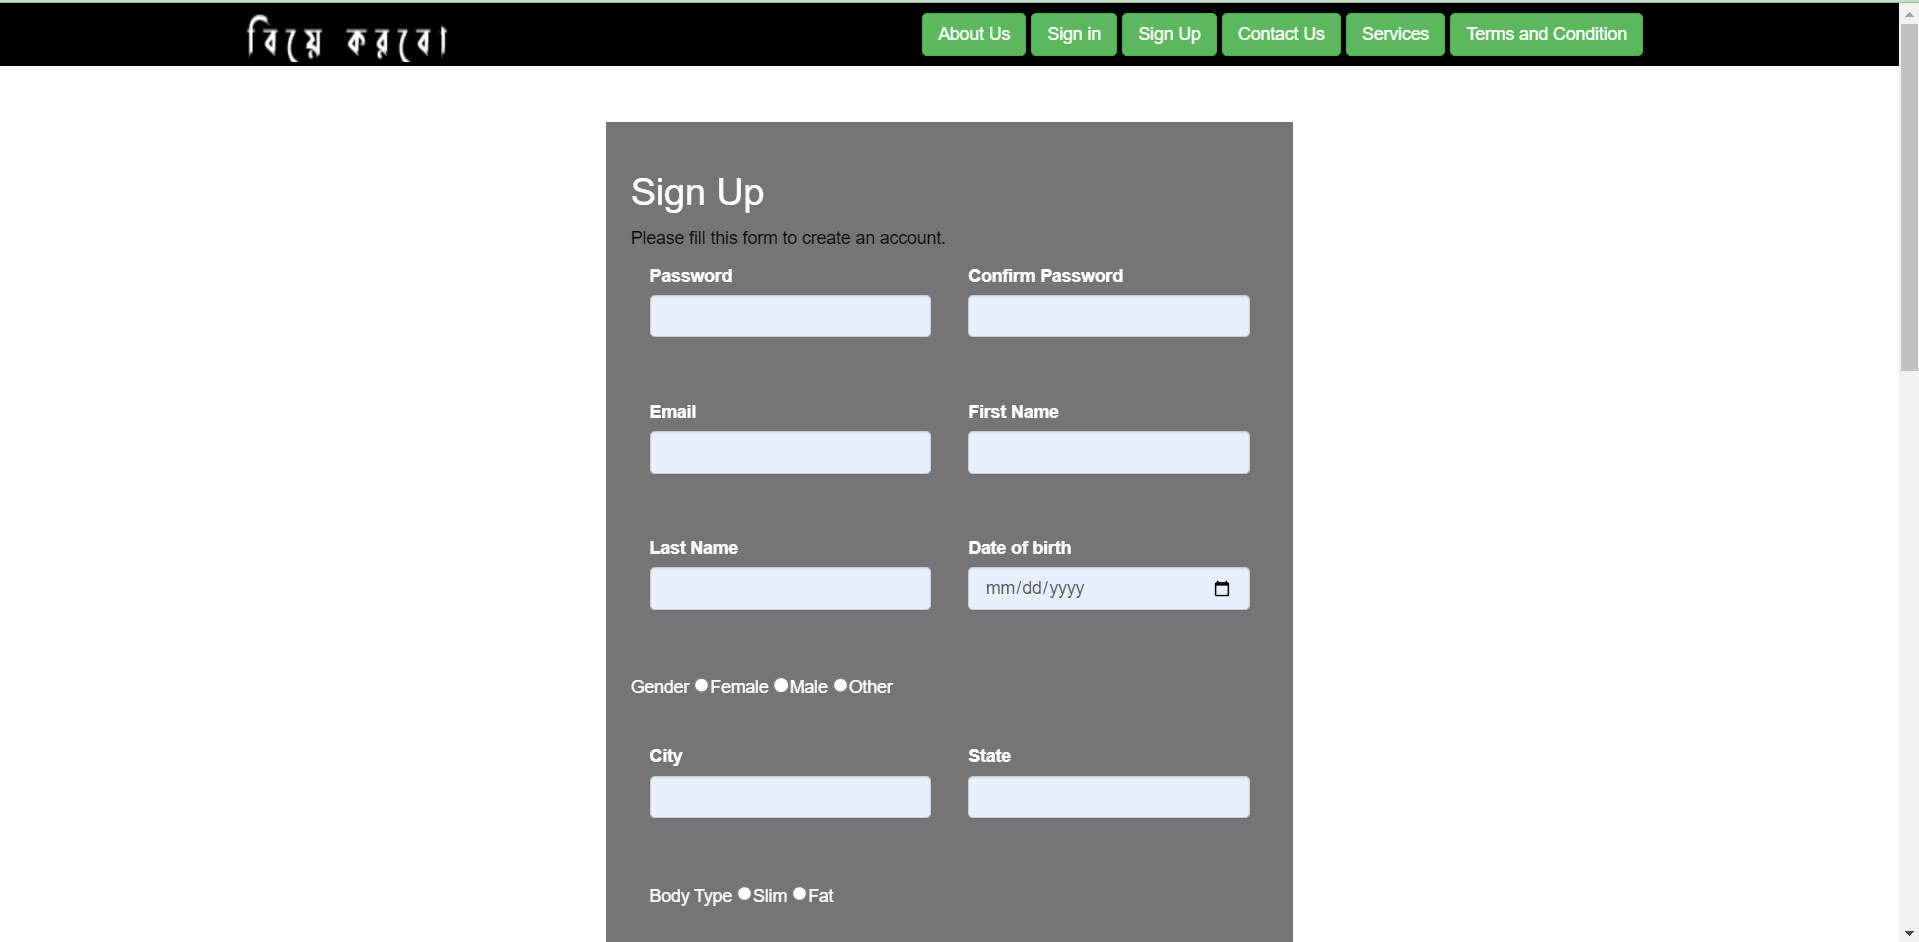 বিয়ে করবো
About Us Sign in Sign Up Contact Us Services Terms and Condition
Sign Up
Please fill this form to create an account.
Password Confirm Password
Email First Name
Last Name Date of birth
mm/dd/yyyy
Gender Female Male Other
City State
Body Type Slim Fat